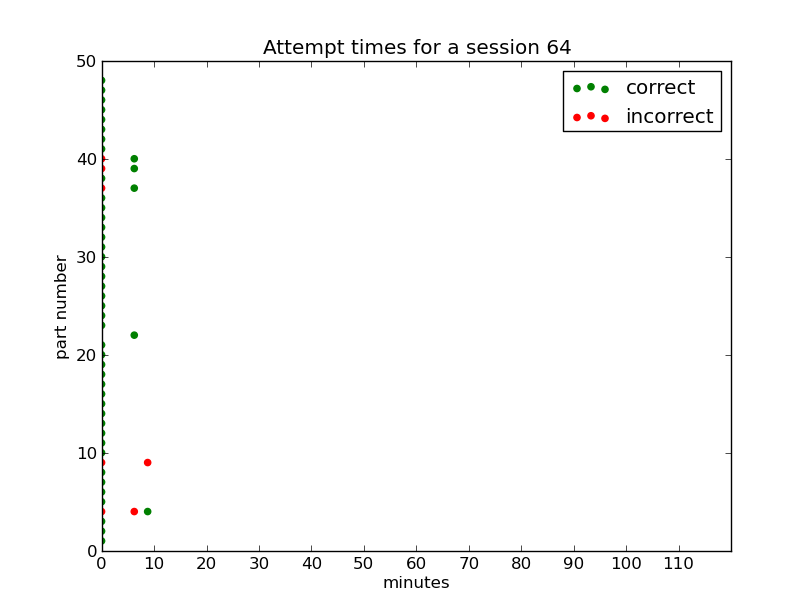 Attempt times for a session 64
correct
incorrect
50
40
30
20
10
0
part number
0 10 20 30 40 50 60 70 80 90 100 110
minutes